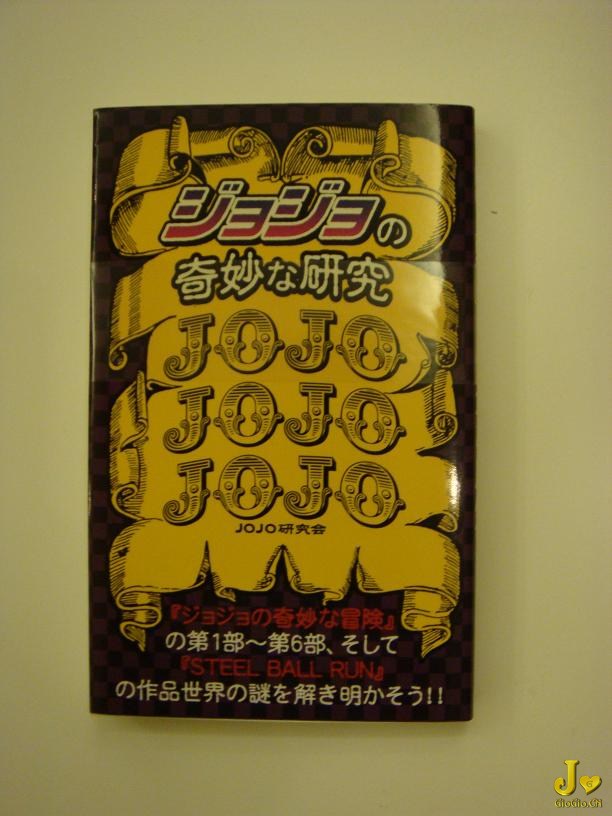 ジョジョの
奇妙な研究
JOJO
JOJO
JOJO
JOJO研究会
『ジョジョの奇妙な冒険』
の第1部〜第6部、そして
『STEEL BALL RUN』
の作品世界の謎を解き明かそう!!
J
GioGio.CN